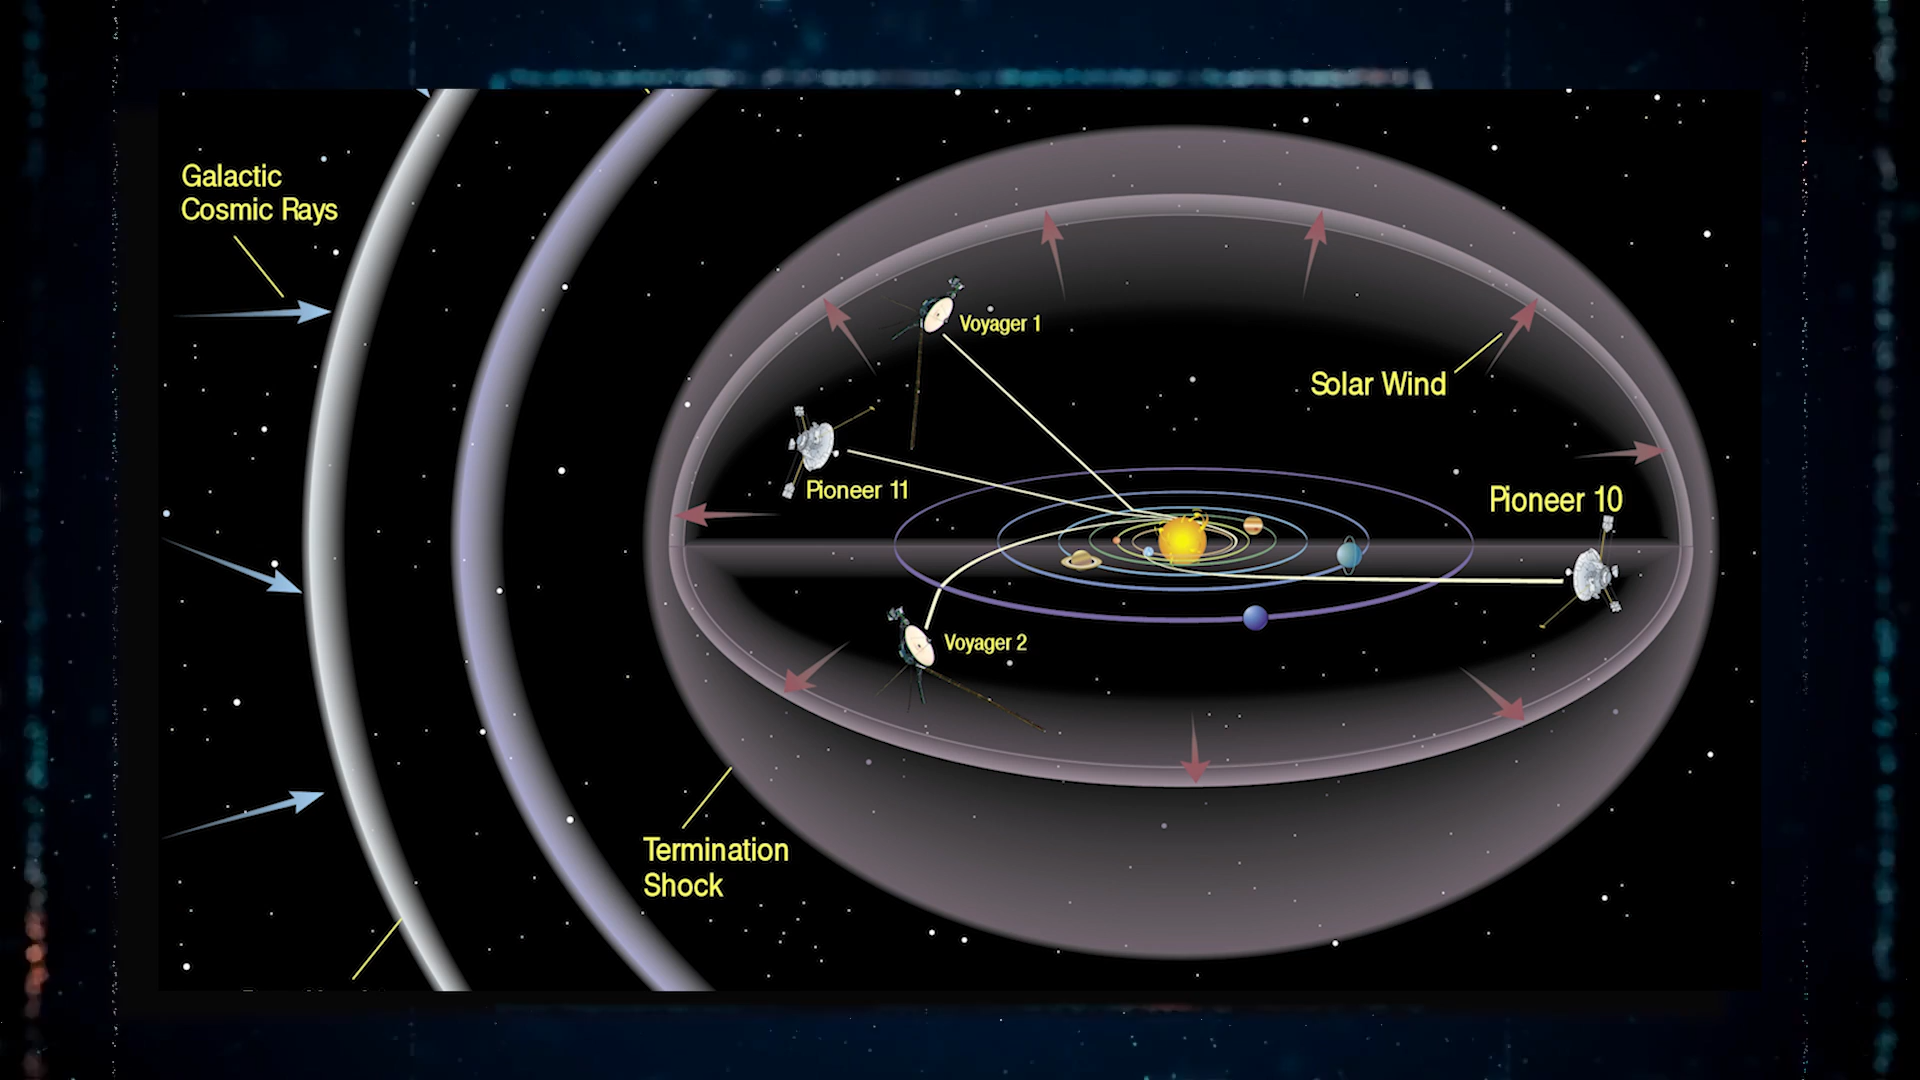 Galactic
Cosmic Rays
Voyager 1
Solar Wind
Pioneer 11
Pioneer 10
Voyager 2
Termination
Shock